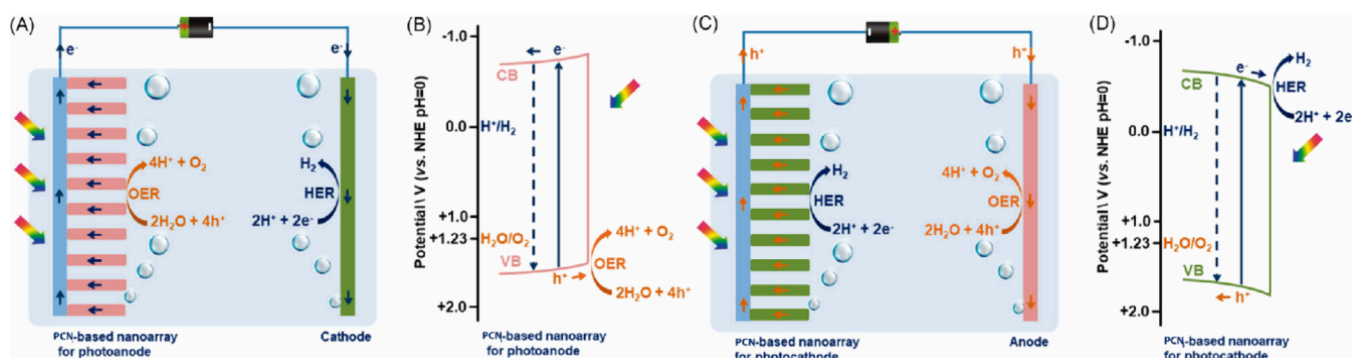 (A)
e⁻
e⁻
4H⁺ + O₂
OER
2H₂O + 4h⁺
H₂
HER
2H⁺ + 2e⁻
PCN-based nanoarray
for photoanode
Cathode
(B)
Potential \ V (vs. NHE pH=0)
-1.0
0.0
+1.0
+1.23
+2.0
e⁻
CB
H⁺/H₂
H₂O/O₂
VB
h⁺
4H⁺ + O₂
OER
2H₂O + 4h⁺
PCN-based nanoarray
for photoanode
(C)
h⁺
h⁺
H₂
HER
2H⁺ + 2e⁻
4H⁺ + O₂
OER
2H₂O + 4h⁺
PCN-based nanoarray
for photocathode
Anode
(D)
Potential \ V (vs. NHE pH=0)
-1.0
0.0
+1.0
+1.23
+2.0
H₂
e⁻
HER
CB
2H⁺ + 2e⁻
H⁺/H₂
H₂O/O₂
VB
h⁺
PCN-based nanoarray
for photocathode